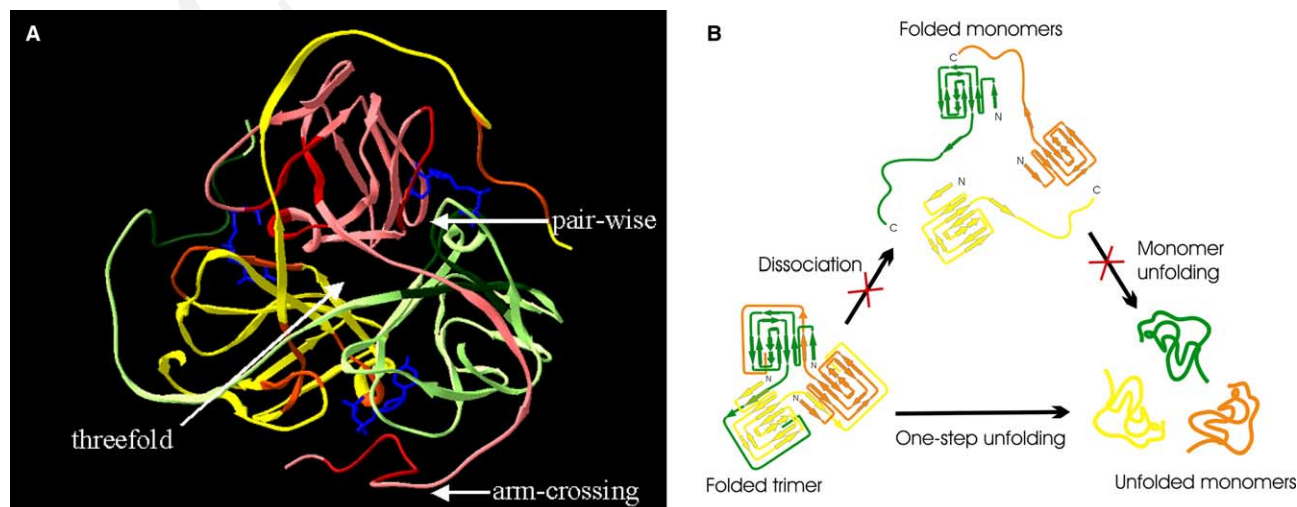 A
pair-wise
threefold
arm-crossing
B
Folded monomers
C
N
N
C
N
C
Dissociation
Monomer
unfolding
N
N
N
One-step unfolding
Folded trimer
Unfolded monomers